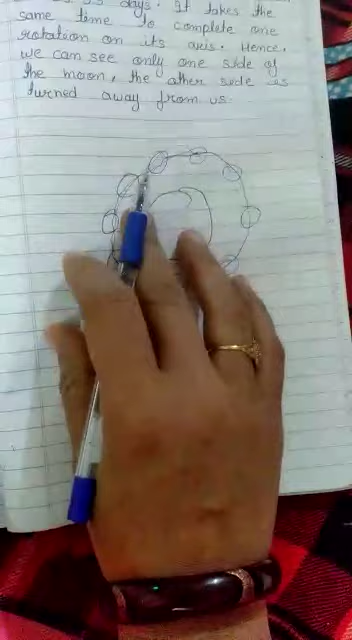 days. It takes the
same time to complete one
rotation on its axis. Hence,
we can see only one side of
the moon, the other side is
turned away from us.